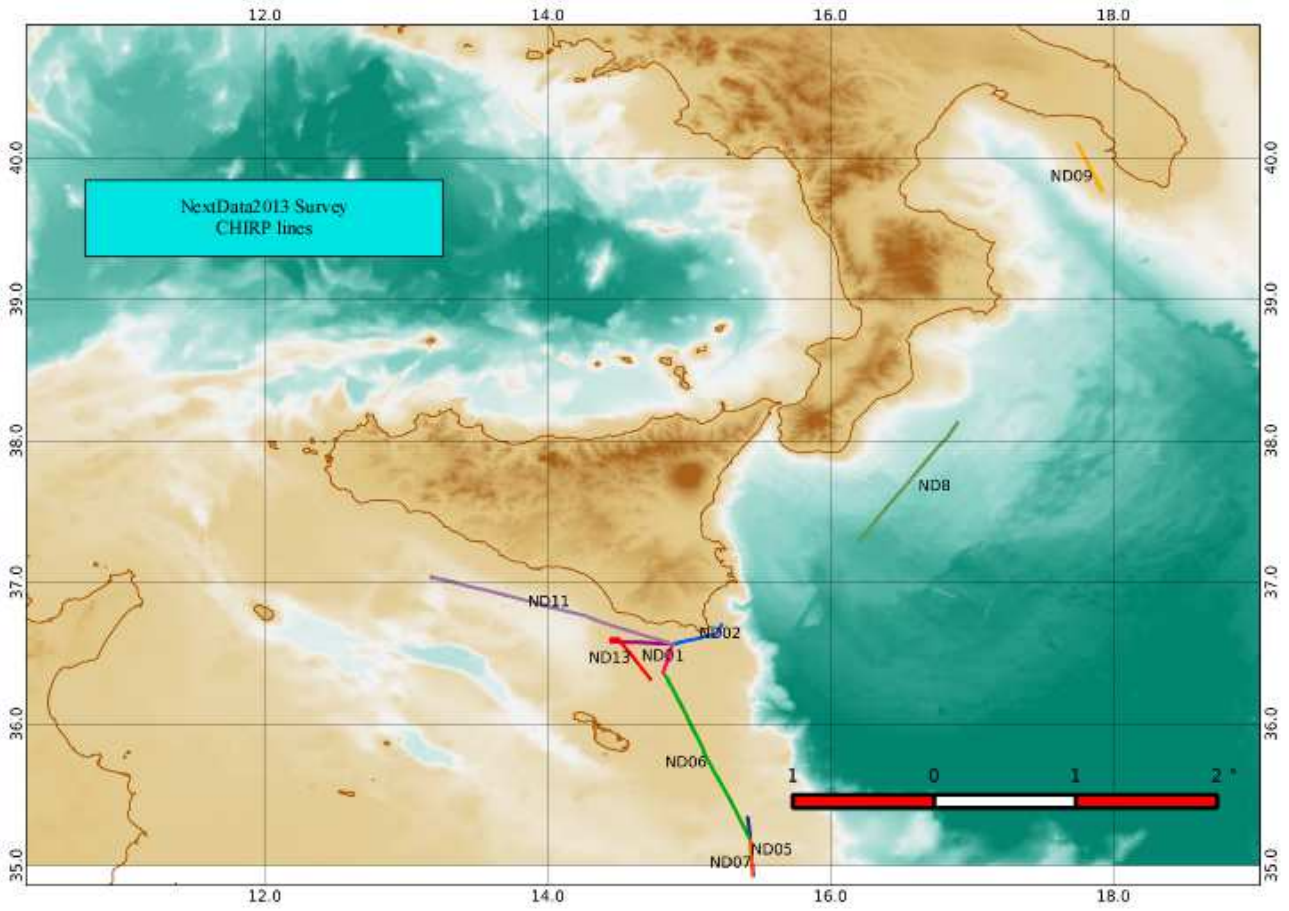 12.0 14.0 16.0 18.0
40.0 40.0
ND09
NextData2013 Survey
CHIRP lines
39.0 39.0
38.0 38.0
ND8
37.0 37.0
ND11
ND02
ND13 ND01
36.0 36.0
ND06
1 0 1 2 °
ND05
ND07
35.0 35.0
12.0 14.0 16.0 18.0